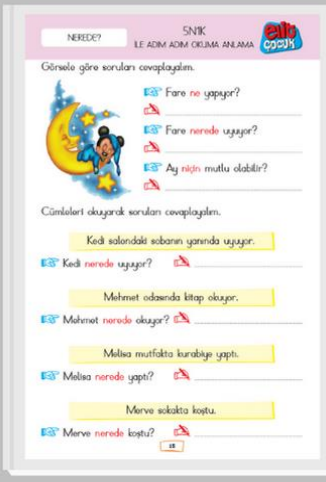 NEREDE?
5N1K
İLE ADIM ADIM OKUMA ANLAMA
ÇOCUK
Görsele göre soruları cevaplayalım.
Fare ne yapıyor?
Fare nerede uyuyor?
Ay niçin mutlu olabilir?
Cümleleri okuyarak soruları cevaplayalım.
Kedi salondaki sobanın yanında uyuyor.
Kedi nerede uyuyor?
Mehmet odasında kitap okuyor.
Mehmet nerede okuyor?
Melisa mutfakta kurabiye yaptı.
Melisa nerede yaptı?
Merve sokakta koştu.
Merve nerede koştu?